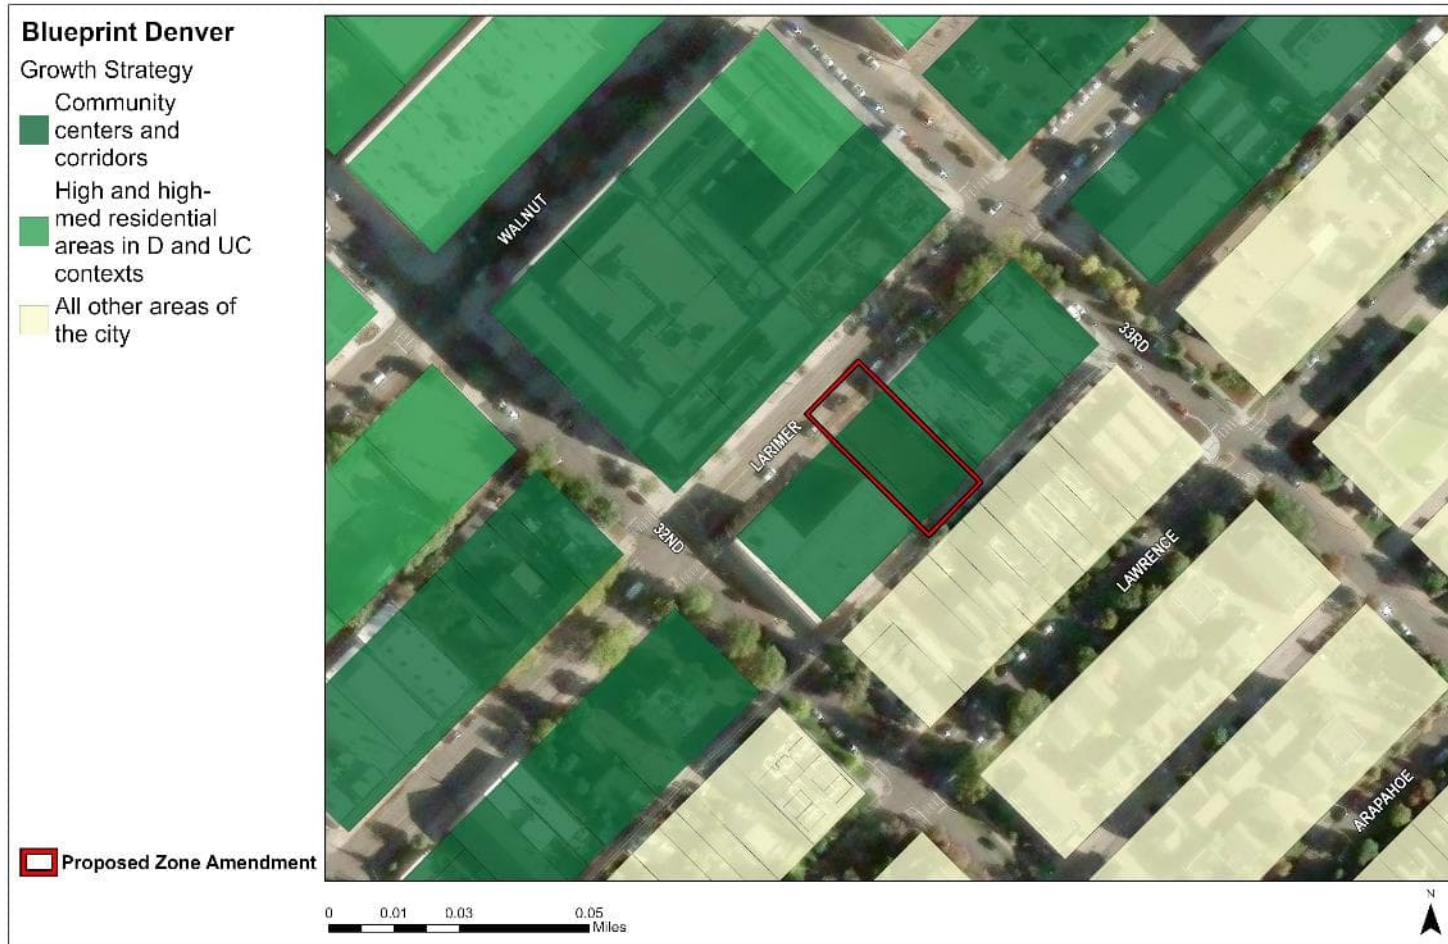 Blueprint Denver
Growth Strategy
Community
centers and
corridors
High and high-
med residential
areas in D and UC
contexts
All other areas of
the city
Proposed Zone Amendment
WALNUT
33RD
LARIMER
32ND
LAWRENCE
ARAPAHOE
0 0.01 0.03 0.05
Miles
N